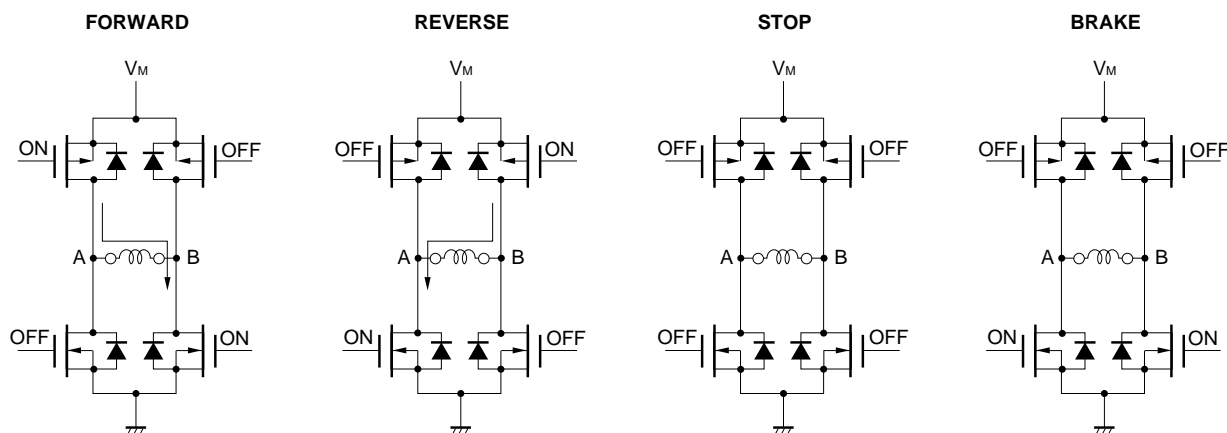 FORWARD REVERSE STOP BRAKE
VM VM VM VM
ON OFF OFF ON OFF OFF OFF OFF
A B A B A B A B
OFF ON ON OFF OFF OFF ON ON